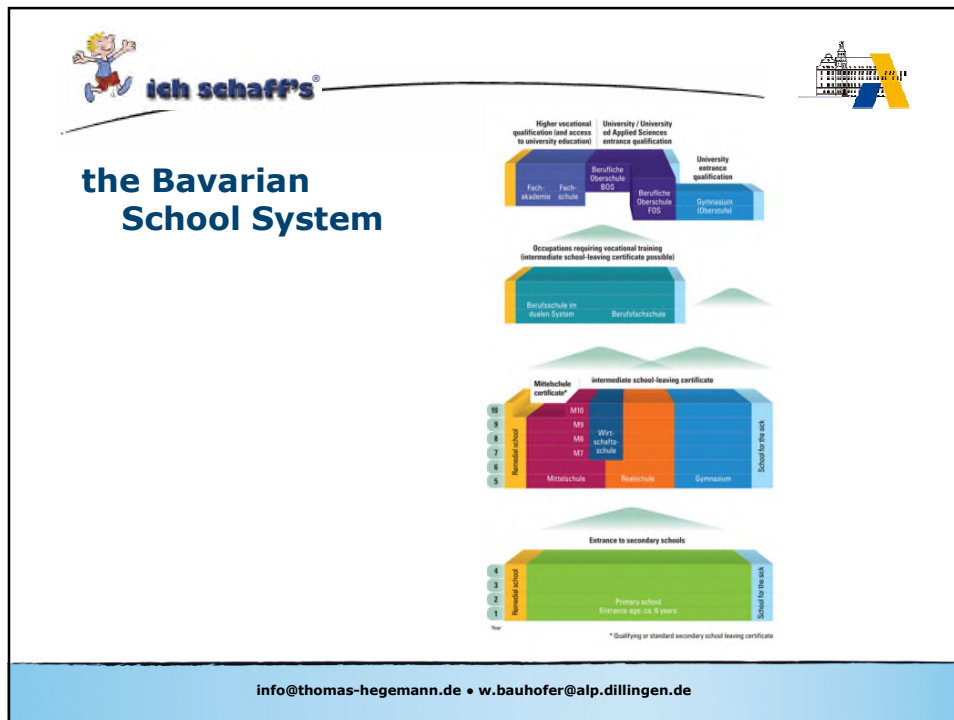 ich schaff's®
the Bavarian
School System
Higher vocational
qualification (and access
to university education)
University / University
od Applied Sciences
entrance qualification
University
entrance
qualification
Fach-
akademie
Fach-
schule
Berufliche
Oberschule
BOS
Berufliche
Oberschule
FOS
Gymnasium
(Oberstufe)
Occupations requiring vocational training
(intermediate school-leaving certificate possible)
Berufsschule im
dualen System
Berufsfachschule
Mittelschule
certificate*
intermediate school-leaving certificate
10
9
8
7
6
5
Remedial school
M10
M9
M8
M7
Wirt-
schafts-
schule
Mittelschule
Realschule
Gymnasium
School for the sick
Entrance to secondary schools
4
3
2
1
Year
Remedial school
Primary school
Entrance age: ca. 6 years
School for the sick
* Qualifying or standard secondary school leaving certificate
info@thomas-hegemann.de ● w.bauhofer@alp.dillingen.de